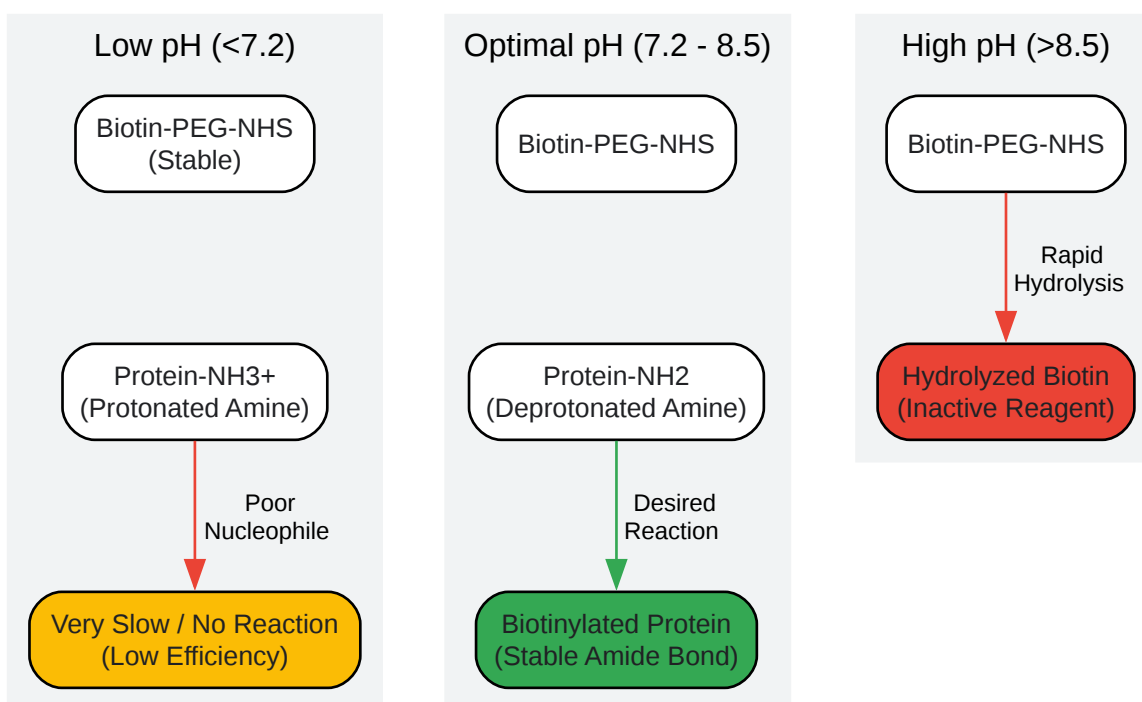 Low pH (<7.2)
Biotin-PEG-NHS
(Stable)
Protein-NH3+
(Protonated Amine)
Poor
Nucleophile
Very Slow / No Reaction
(Low Efficiency)
Optimal pH (7.2 - 8.5)
Biotin-PEG-NHS
Protein-NH2
(Deprotonated Amine)
Desired
Reaction
Biotinylated Protein
(Stable Amide Bond)
High pH (>8.5)
Biotin-PEG-NHS
Rapid
Hydrolysis
Hydrolyzed Biotin
(Inactive Reagent)